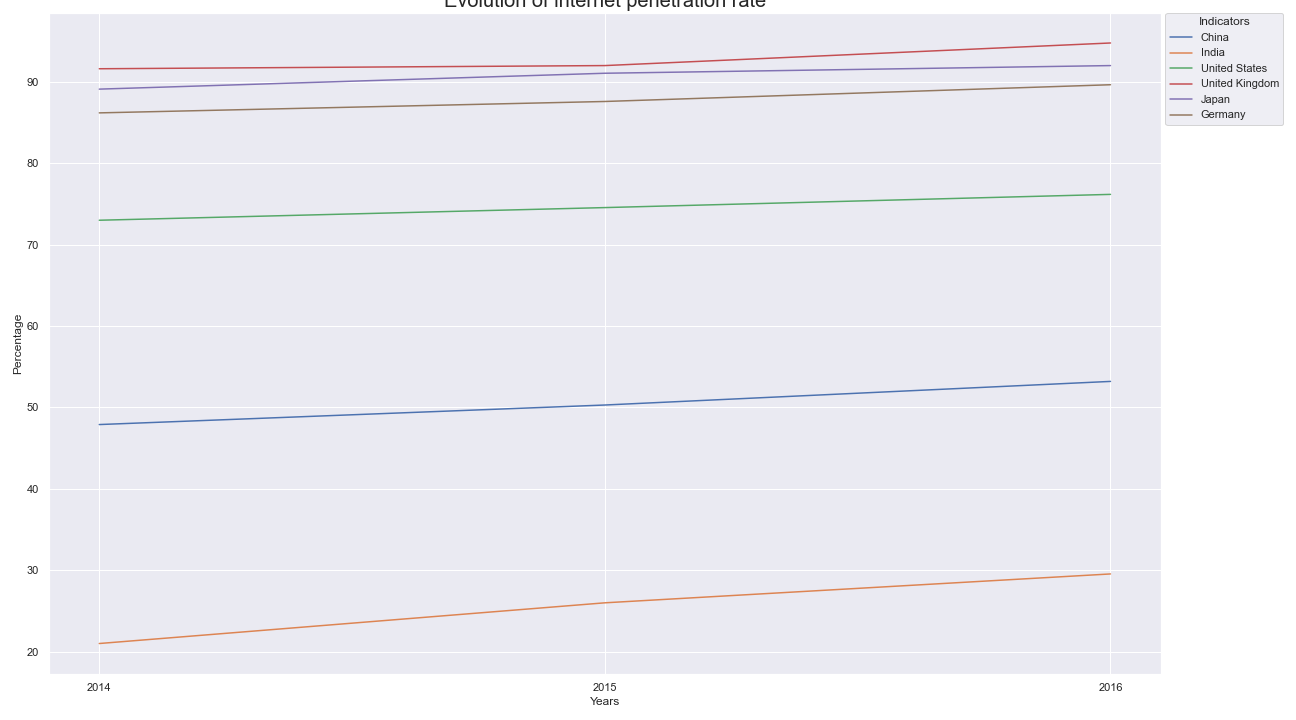 Evolution of internet penetration rate
Indicators
China
India
United States
United Kingdom
Japan
Germany
90
80
70
60
50
40
30
20
Percentage
2014
2015
2016
Years